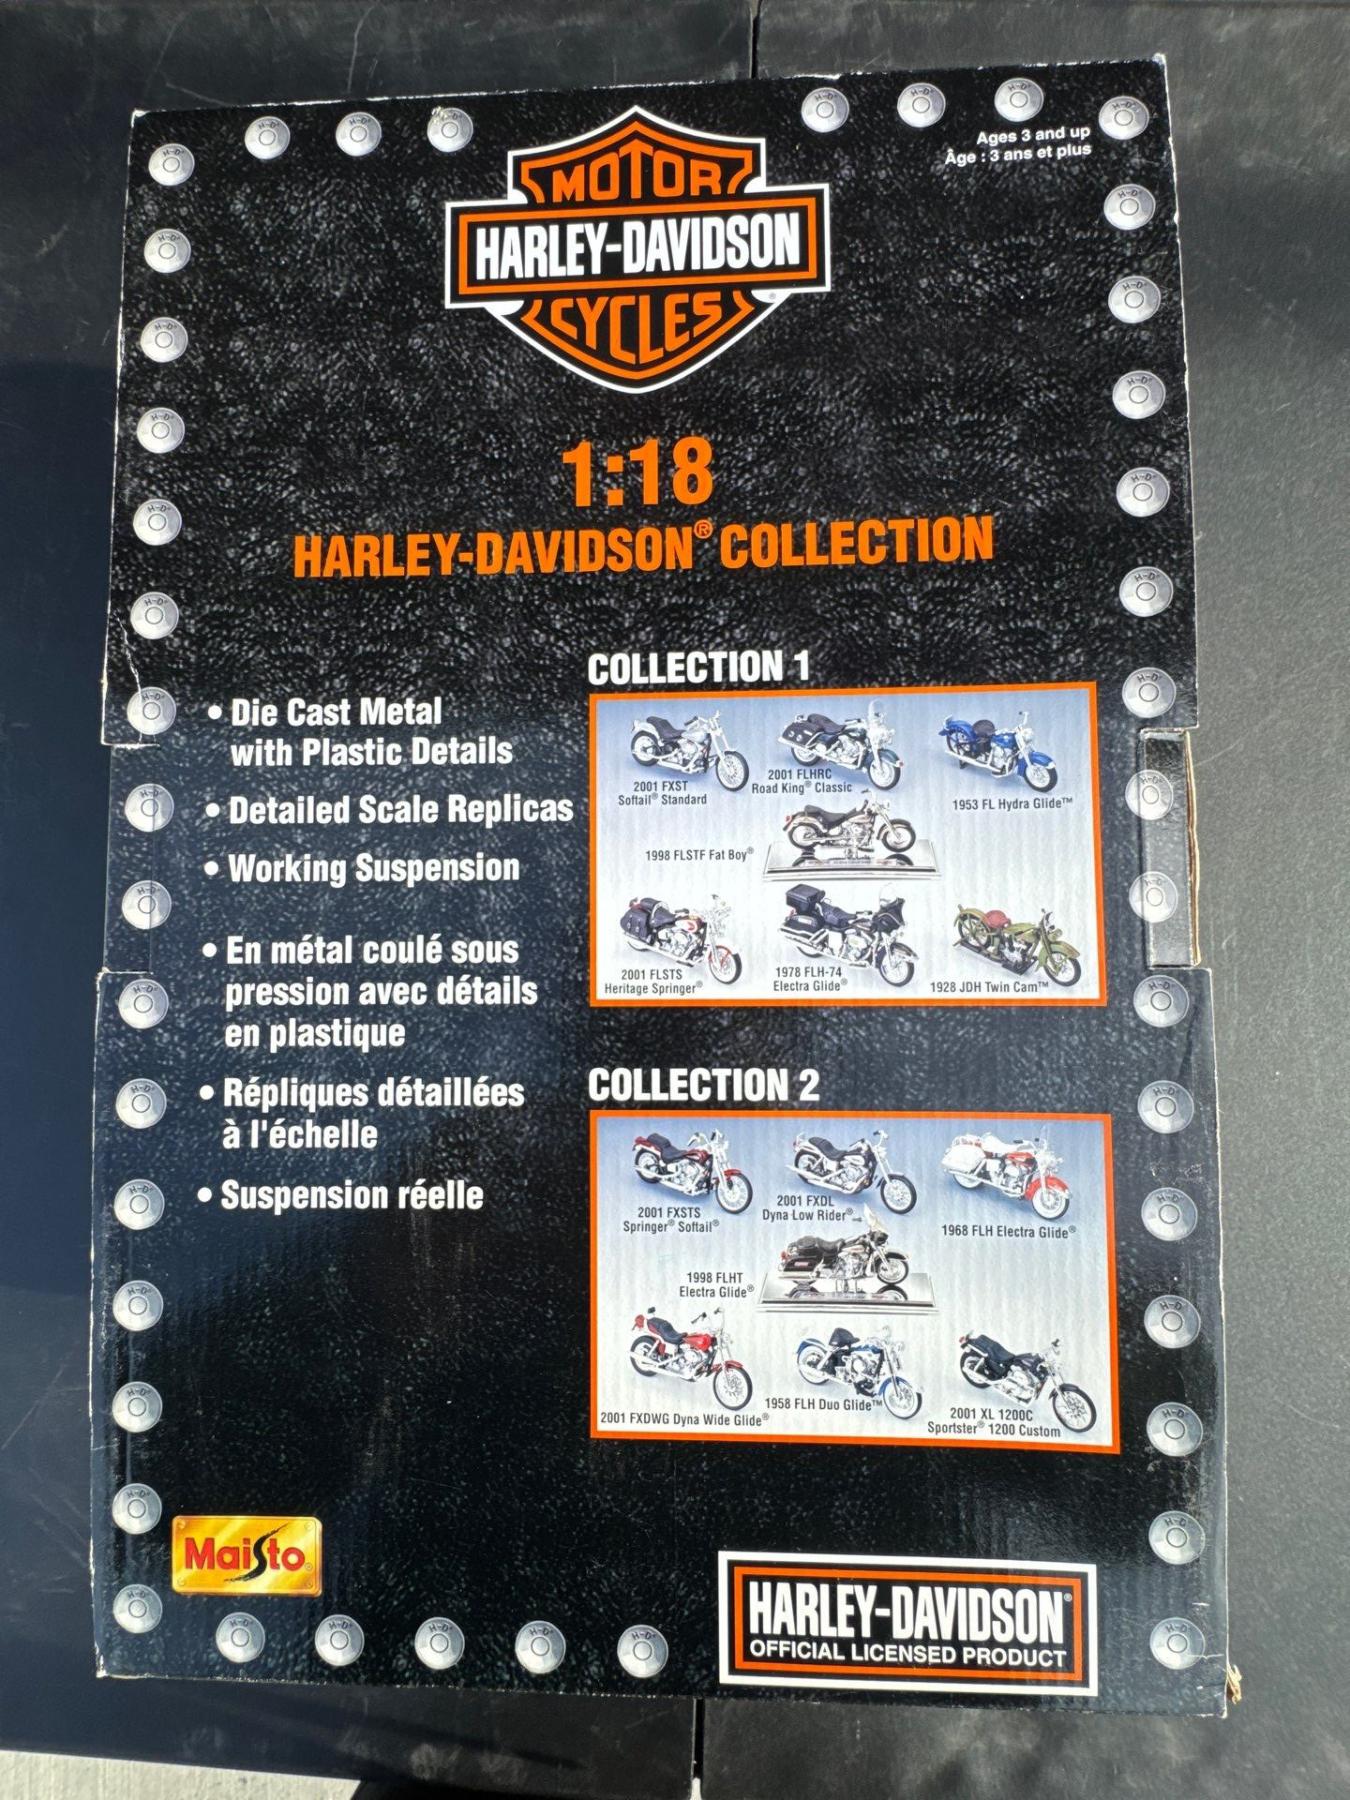 Ages 3 and up
Âge : 3 ans et plus
MOTOR
HARLEY-DAVIDSON
CYCLES
®
1:18
HARLEY-DAVIDSON® COLLECTION
• Die Cast Metal
with Plastic Details
• Detailed Scale Replicas
• Working Suspension
• En métal coulé sous
pression avec détails
en plastique
• Répliques détaillées
à l'échelle
• Suspension réelle
COLLECTION 1
2001 FXST
Softail® Standard
2001 FLHRC
Road King® Classic
1953 FL Hydra Glide™
1998 FLSTF Fat Boy®
2001 FLSTS
Heritage Springer®
1978 FLH-74
Electra Glide®
1928 JDH Twin Cam™
COLLECTION 2
2001 FXSTS
Springer® Softail®
2001 FXDL
Dyna Low Rider®
1968 FLH Electra Glide®
1998 FLHT
Electra Glide®
2001 FXDWG Dyna Wide Glide®
1958 FLH Duo Glide™
2001 XL 1200C
Sportster® 1200 Custom
Maisto®
HARLEY-DAVIDSON®
OFFICIAL LICENSED PRODUCT